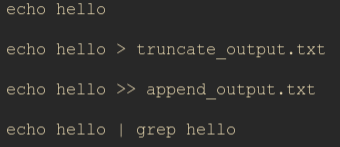 echo hello
echo hello > truncate_output.txt
echo hello >> append_output.txt
echo hello | grep hello